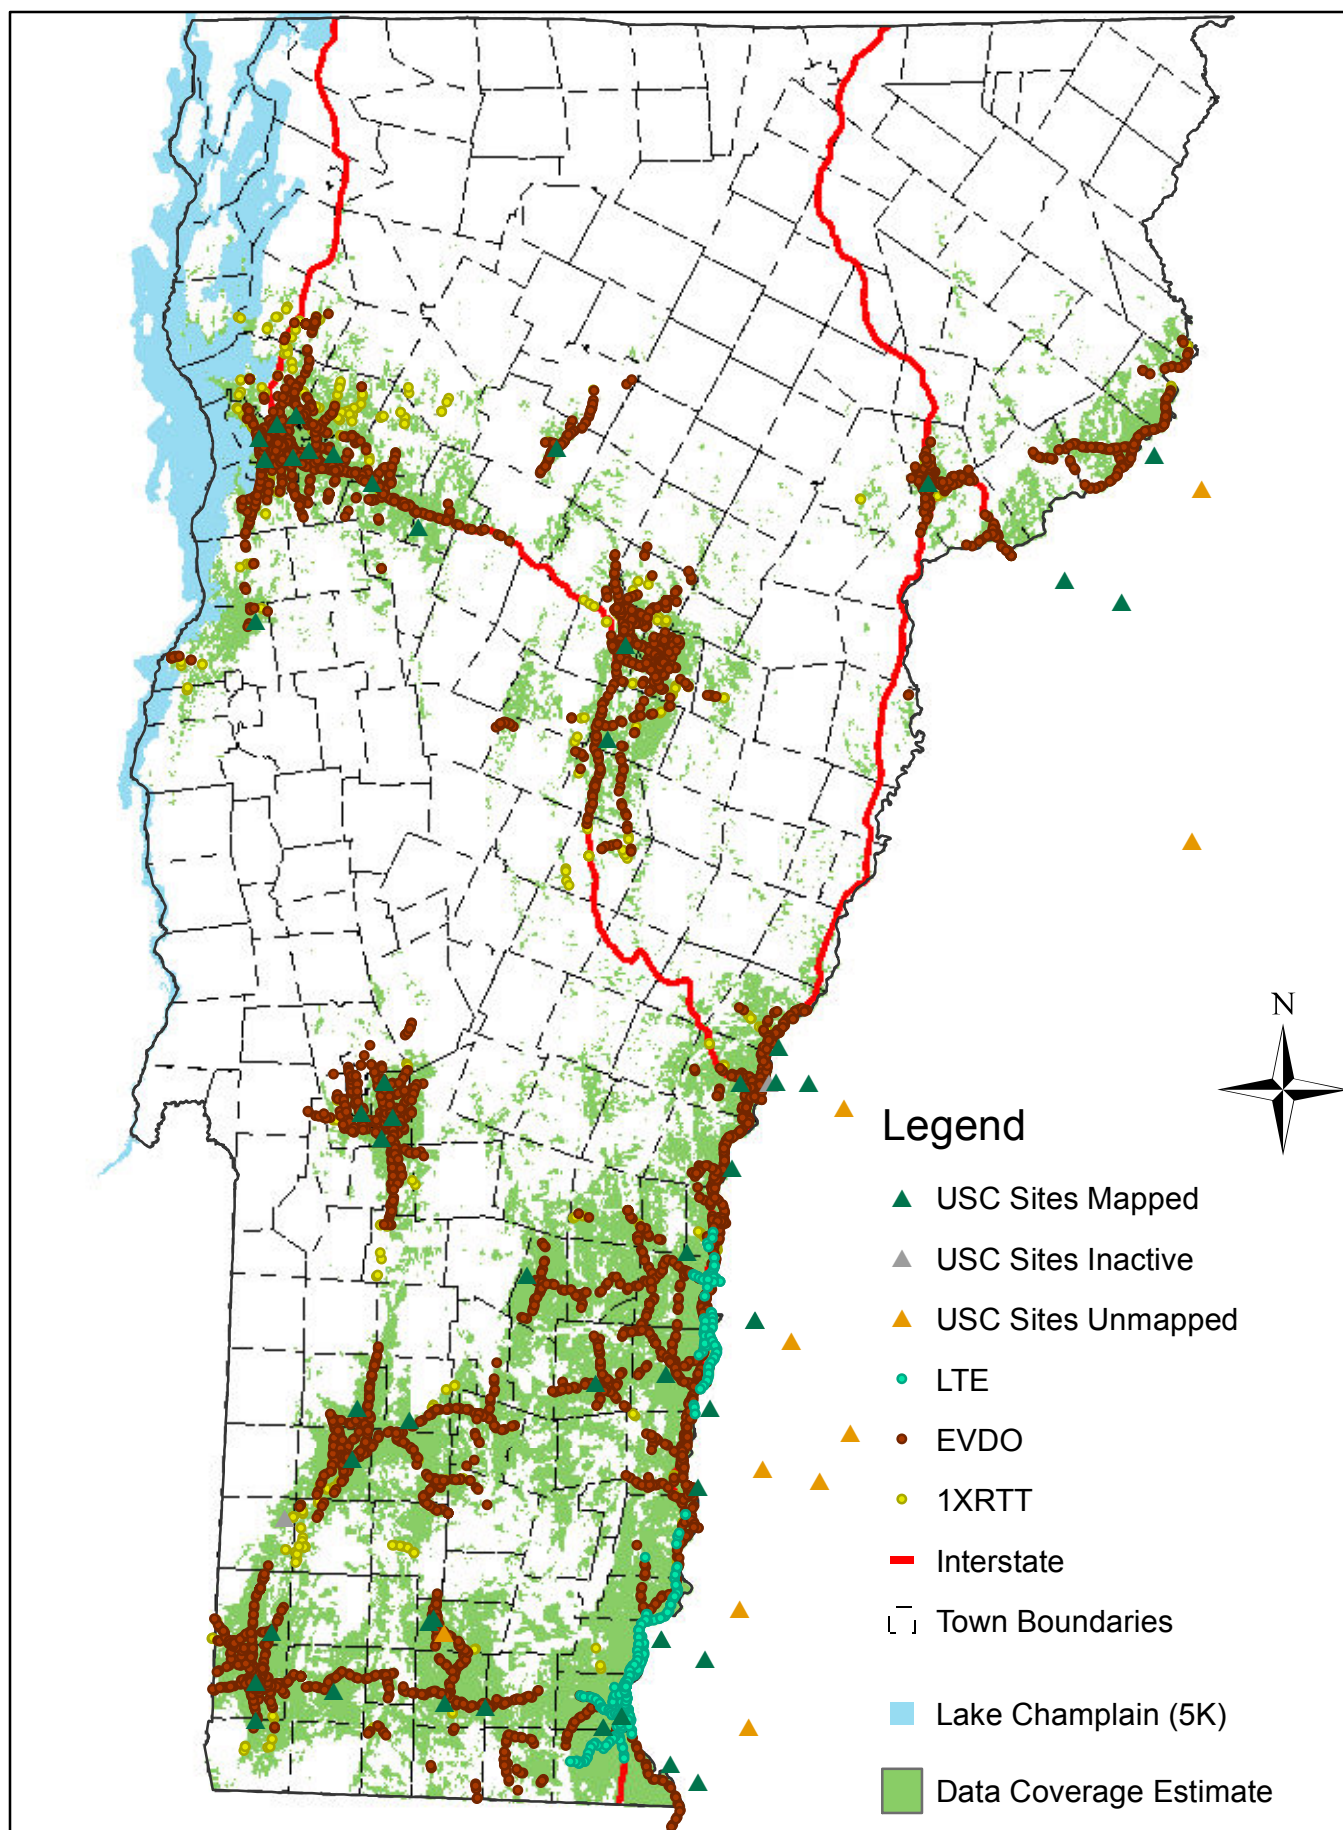 N
Legend
USC Sites Mapped
USC Sites Inactive
USC Sites Unmapped
LTE
EVDO
1XRTT
Interstate
Town Boundaries
Lake Champlain (5K)
Data Coverage Estimate